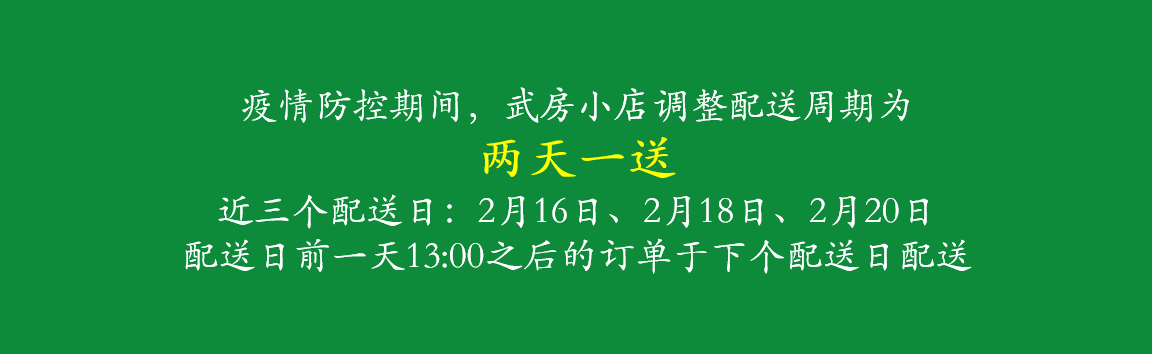 疫情防控期间，武房小店调整配送周期为
两天一送
近三个配送日：2月16日、2月18日、2月20日
配送日前一天13:00之后的订单于下个配送日配送